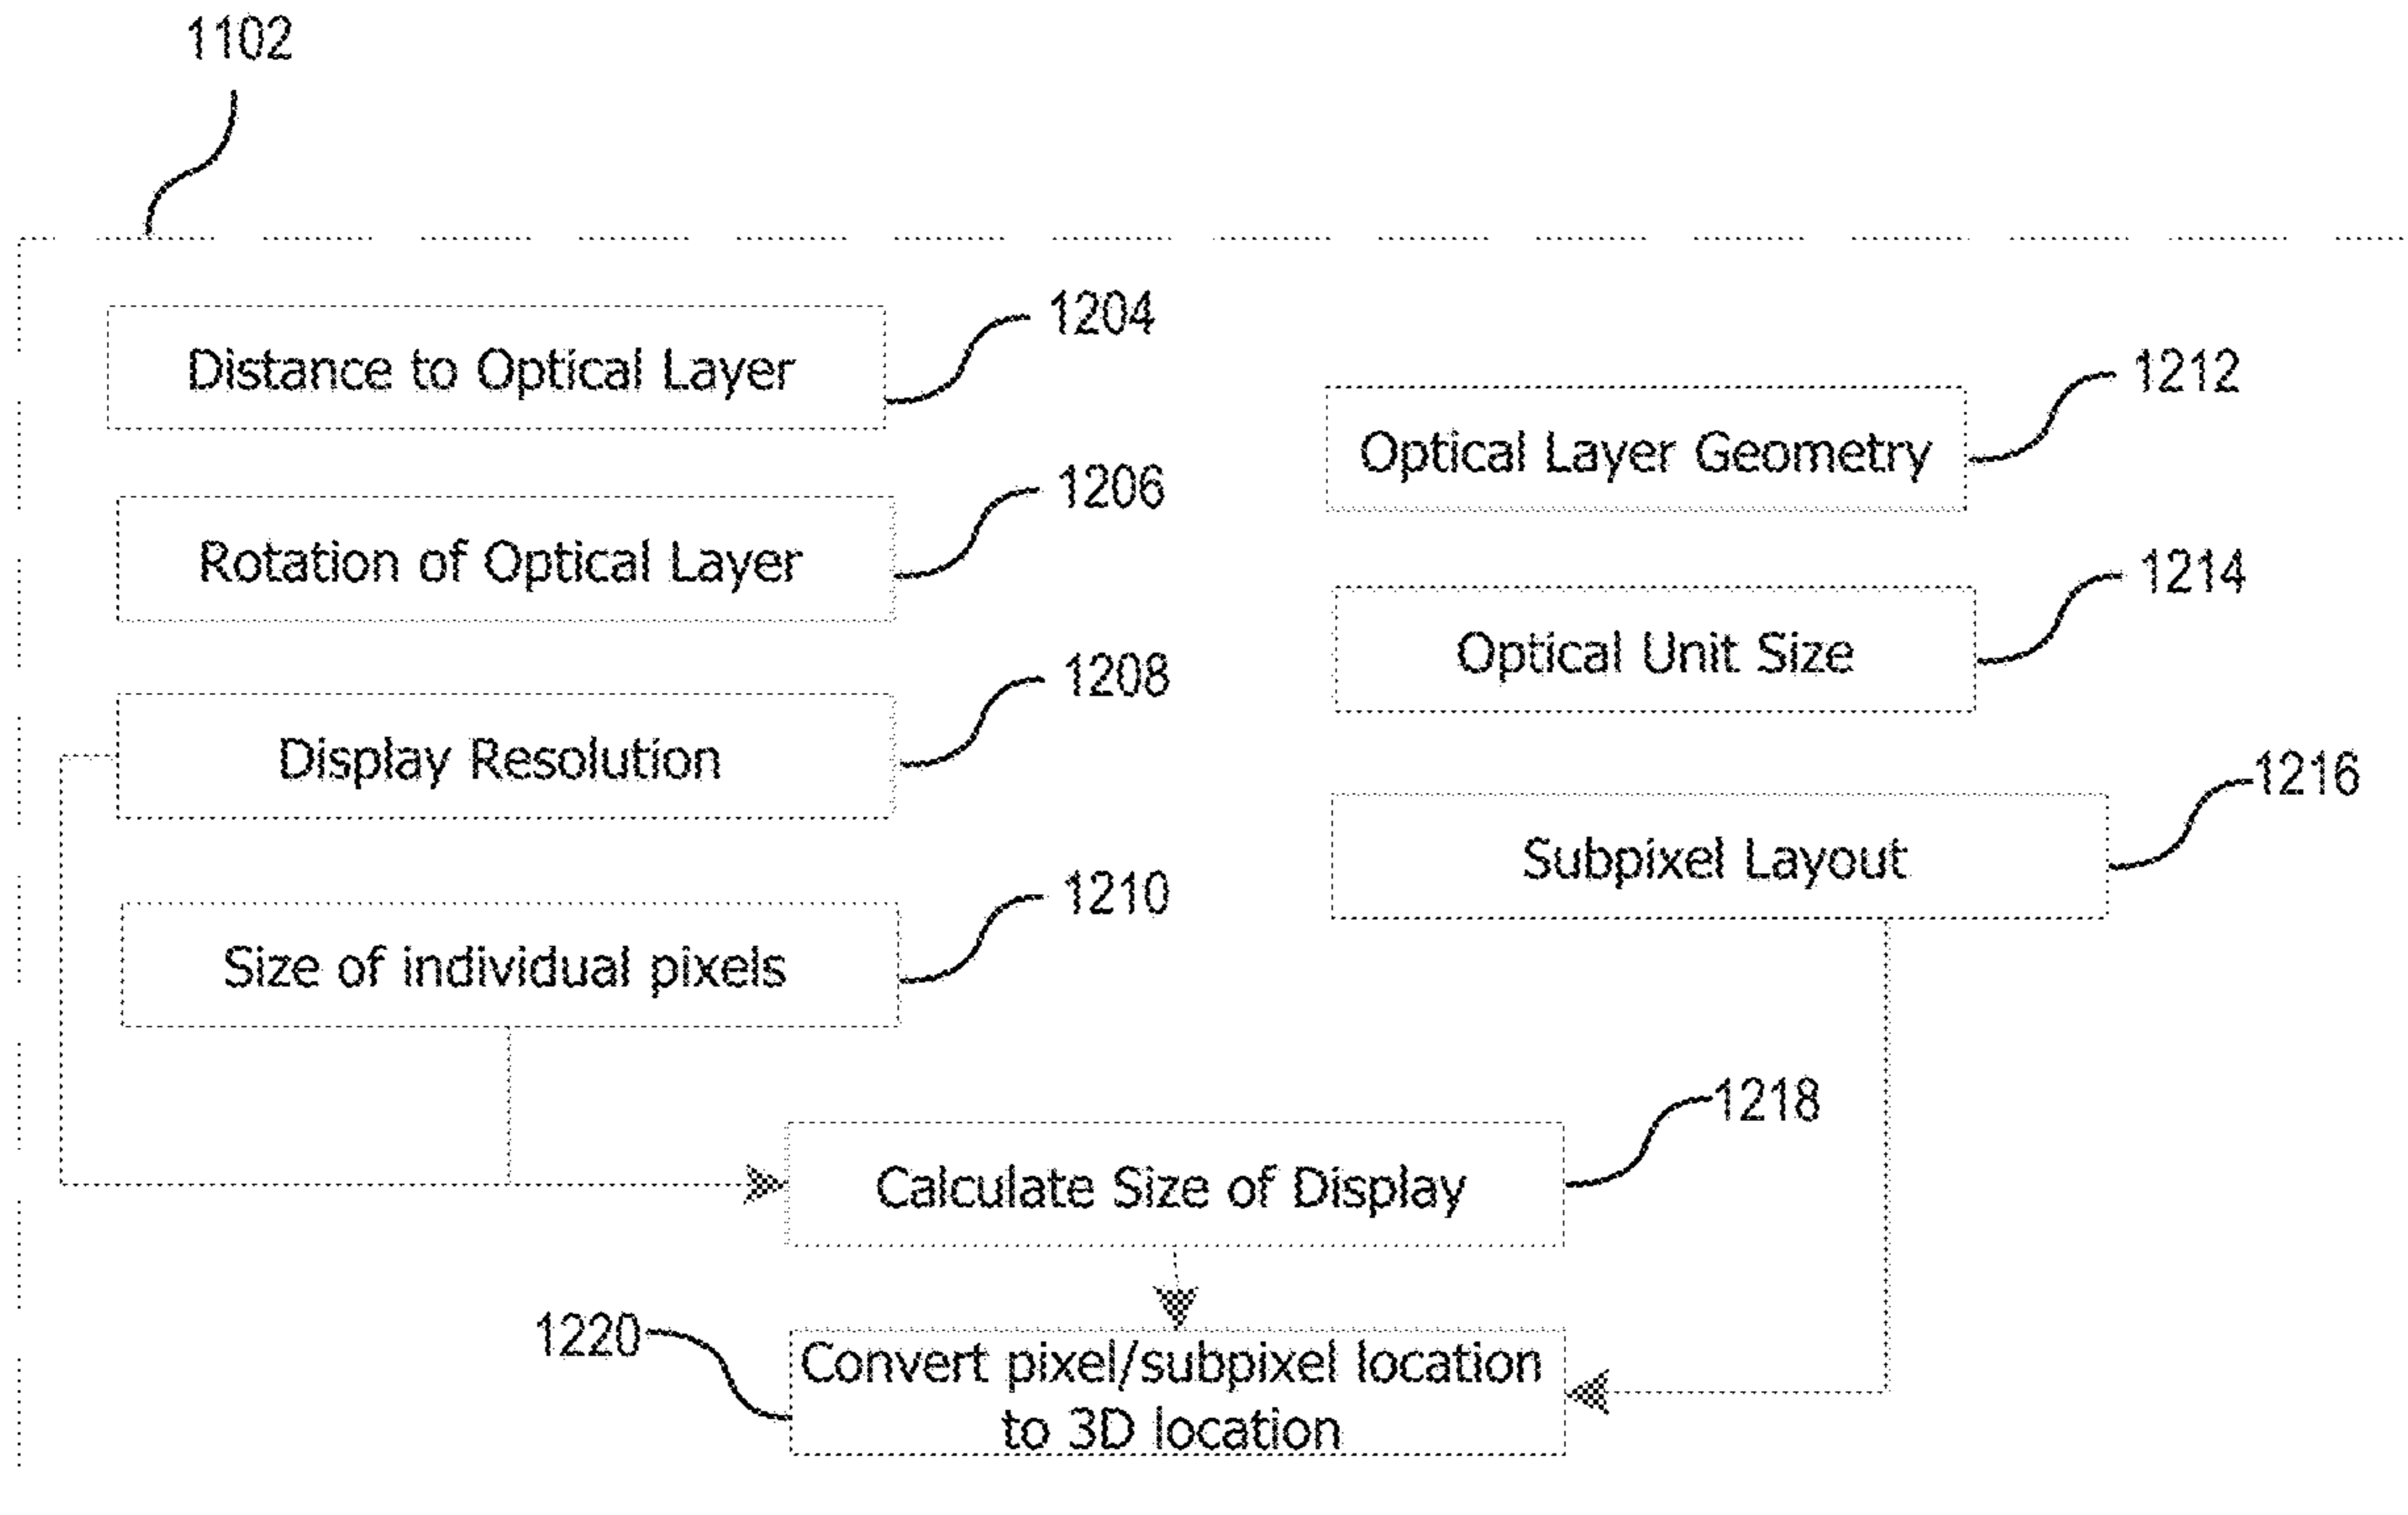 1102
Distance to Optical Layer
1204
Rotation of Optical Layer
1206
Display Resolution
1208
Size of individual pixels
1210
Optical Layer Geometry
1212
Optical Unit Size
1214
Subpixel Layout
1216
Calculate Size of Display
1218
1220
Convert pixel/subpixel location
to 3D location